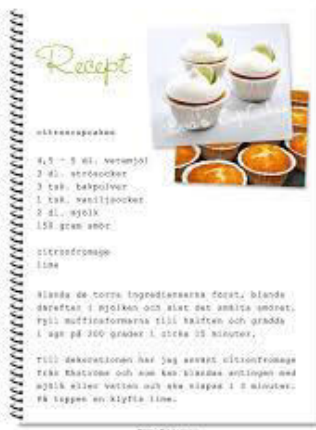 Recept
citroncupcakes
4,5 - 5 dl. vetemjöl
2 dl. strösocker
3 tsk. bakpulver
1 tsk. vaniljsocker
2 dl. mjölk
150 gram smör
citronfromage
lime
Blanda de torra ingredienserna först, blanda
därefter i mjölken och sist det smälta smöret.
Fyll muffinsformarna till hälften och grädda
i ugn på 200 grader i cirka 15 minuter.
Till dekorationen har jag använt citronfromage
från Ekströms och som kan blandas antingen med
mjölk eller vatten och ska vispas i 3 minuter.
På toppen en klyfta lime.